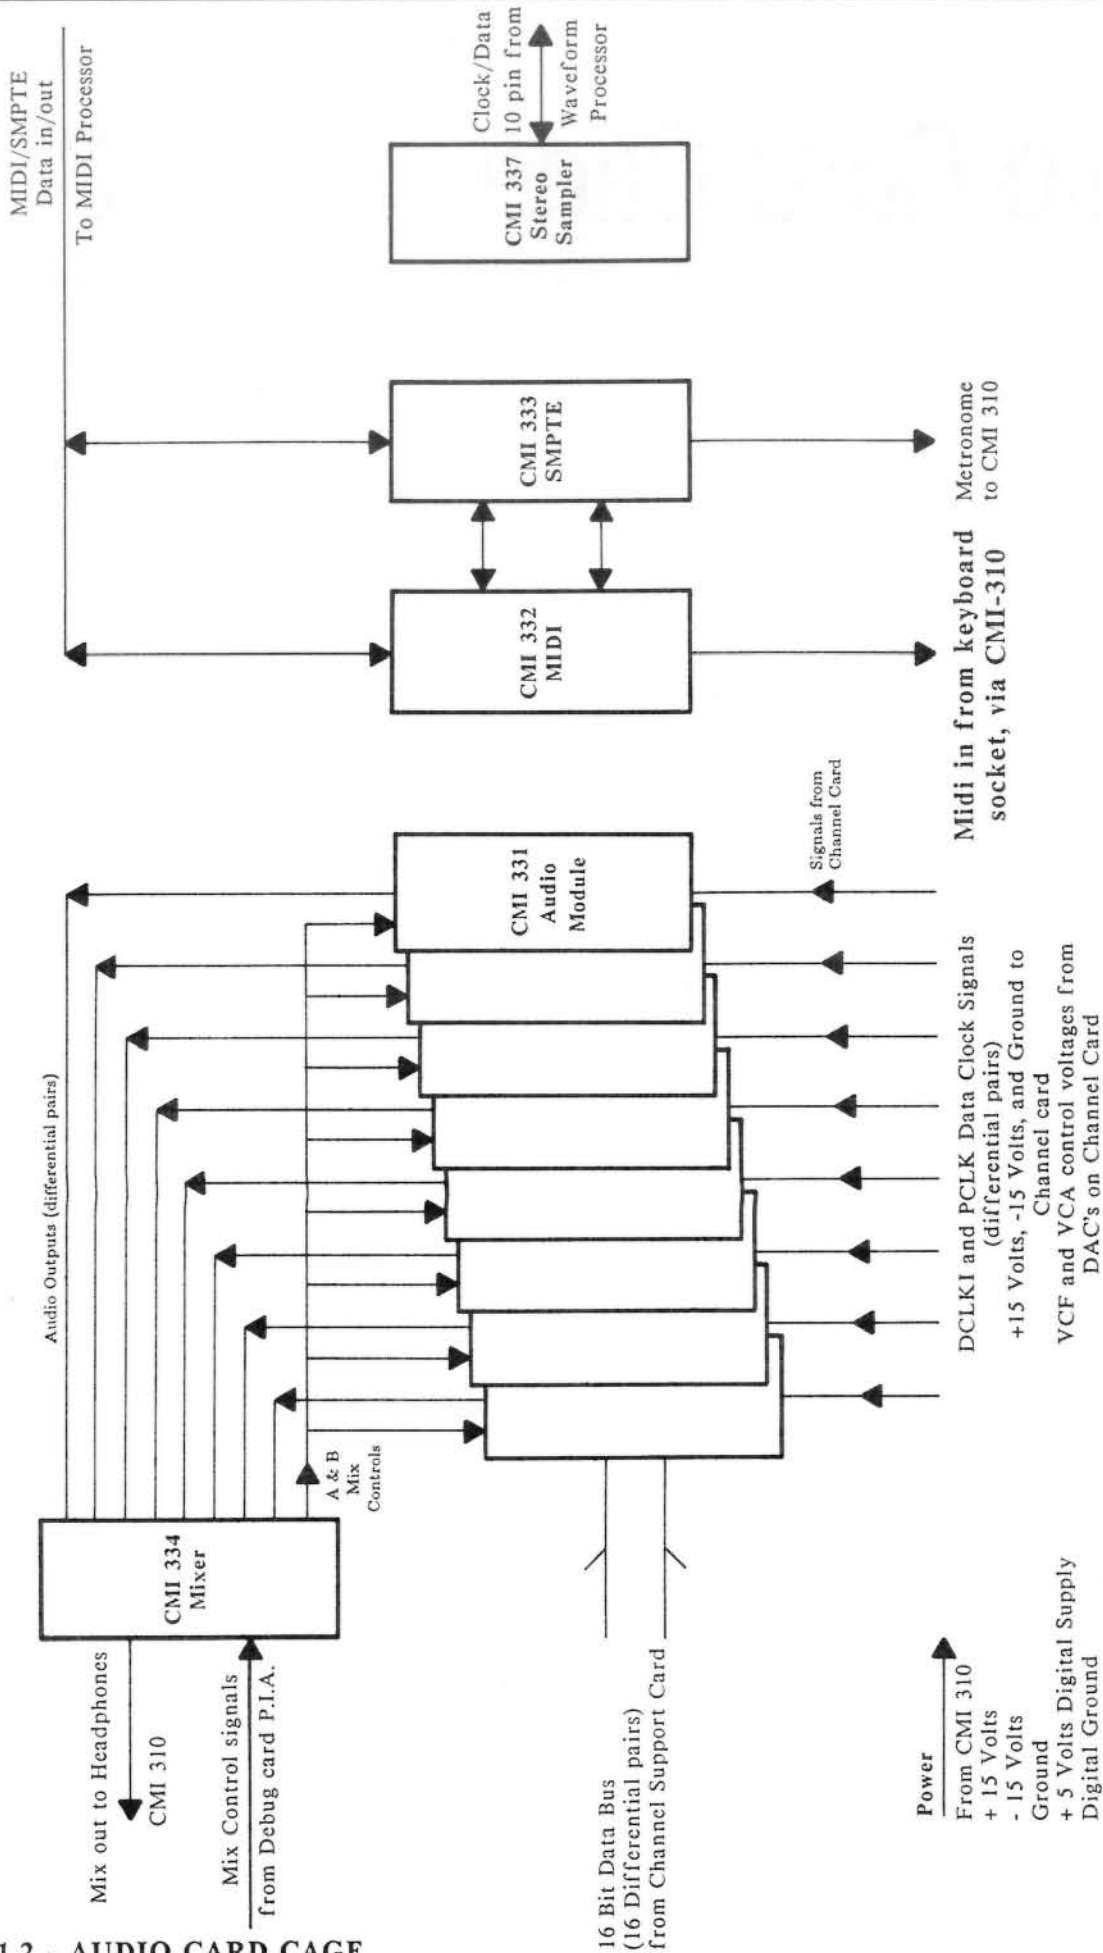 MIDI/SMPTE
Data in/out
To MIDI Processor
Clock/Data
10 pin from
Waveform
Processor
CMI 337
Stereo
Sampler
CMI 333
SMPTE
CMI 332
MIDI
Metronome
to CMI 310
Midi in from keyboard
socket, via CMI-310
Audio Outputs (differential pairs)
CMI 331
Audio
Module
Signals from
Channel Card
DCLKI and PCLK Data Clock Signals
(differential pairs)
+15 Volts, -15 Volts, and Ground to
Channel card
VCF and VCA control voltages from
DAC's on Channel Card
A & B
Mix
Controls
CMI 334
Mixer
Mix out to Headphones
CMI 310
Mix Control signals
from Debug card P.I.A.
16 Bit Data Bus
(16 Differential pairs)
from Channel Support Card
Power
From CMI 310
+ 15 Volts
- 15 Volts
Ground
+ 5 Volts Digital Supply
Digital Ground
AUDIO CARD CAGE